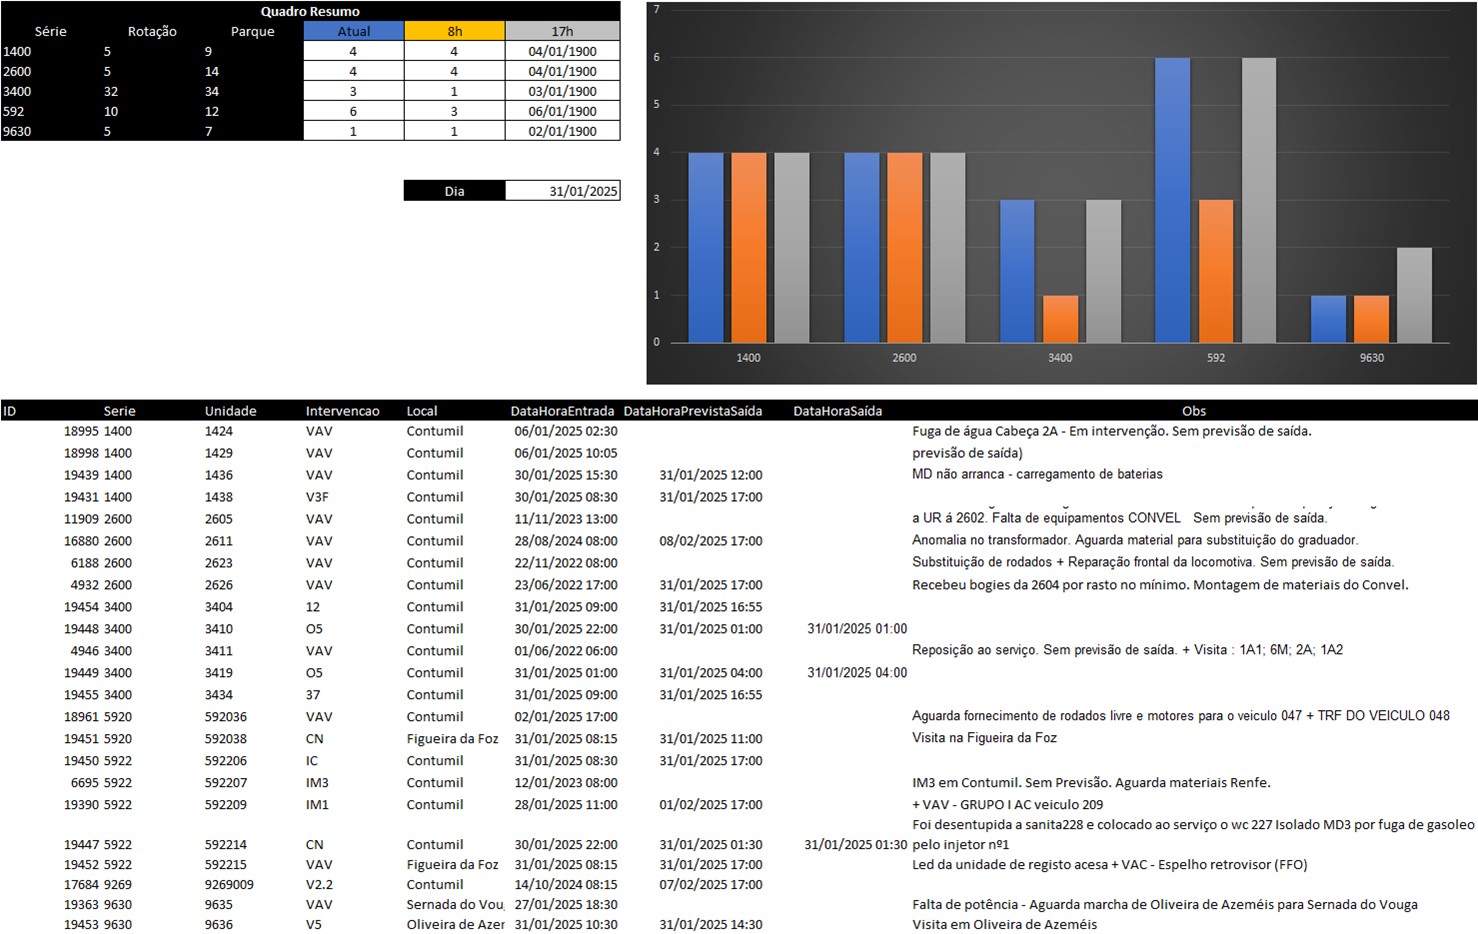 Quadro Resumo
Série Rotação Parque Atual 8h 17h
1400 5 9 4 4 04/01/1900
2600 5 14 4 4 04/01/1900
3400 32 34 3 1 03/01/1900
592 10 12 6 3 06/01/1900
9630 5 7 1 1 02/01/1900
Dia 31/01/2025
7
6
5
4
3
2
1
0
1400 2600 3400 592 9630
ID Serie Unidade Intervencao Local DataHoraEntrada DataHoraPrevistaSaída DataHoraSaída Obs
18995 1400 1424 VAV Contumil 06/01/2025 02:30 Fuga de água Cabeça 2A - Em intervenção. Sem previsão de saída.
18998 1400 1429 VAV Contumil 06/01/2025 10:05 previsão de saída)
19439 1400 1436 VAV Contumil 30/01/2025 15:30 31/01/2025 12:00 MD não arranca - carregamento de baterias
19431 1400 1438 V3F Contumil 30/01/2025 08:30 31/01/2025 17:00
11909 2600 2605 VAV Contumil 11/11/2023 13:00 a UR á 2602. Falta de equipamentos CONVEL Sem previsão de saída.
16880 2600 2611 VAV Contumil 28/08/2024 08:00 08/02/2025 17:00 Anomalia no transformador. Aguarda material para substituição do graduador.
6188 2600 2623 VAV Contumil 22/11/2022 08:00 Substituição de rodados + Reparação frontal da locomotiva. Sem previsão de saída.
4932 2600 2626 VAV Contumil 23/06/2022 17:00 31/01/2025 17:00 Recebeu bogies da 2604 por rasto no mínimo. Montagem de materiais do Convel.
19454 3400 3404 12 Contumil 31/01/2025 09:00 31/01/2025 16:55
19448 3400 3410 O5 Contumil 30/01/2025 22:00 31/01/2025 01:00 31/01/2025 01:00
4946 3400 3411 VAV Contumil 01/06/2022 06:00 Reposição ao serviço. Sem previsão de saída. + Visita : 1A1; 6M; 2A; 1A2
19449 3400 3419 O5 Contumil 31/01/2025 01:00 31/01/2025 04:00 31/01/2025 04:00
19455 3400 3434 37 Contumil 31/01/2025 09:00 31/01/2025 16:55
18961 5920 592036 VAV Contumil 02/01/2025 17:00 Aguarda fornecimento de rodados livre e motores para o veiculo 047 + TRF DO VEICULO 048
19451 5920 592038 CN Figueira da Foz 31/01/2025 08:15 31/01/2025 11:00 Visita na Figueira da Foz
19450 5922 592206 IC Contumil 31/01/2025 08:30 31/01/2025 17:00
6695 5922 592207 IM3 Contumil 12/01/2023 08:00 IM3 em Contumil. Sem Previsão. Aguarda materiais Renfe.
19390 5922 592209 IM1 Contumil 28/01/2025 11:00 01/02/2025 17:00 + VAV - GRUPO I AC veiculo 209
Foi desentupida a sanita228 e colocado ao serviço o wc 227 Isolado MD3 por fuga de gasoleo
19447 5922 592214 CN Contumil 30/01/2025 22:00 31/01/2025 01:30 31/01/2025 01:30 pelo injetor nº1
19452 5922 592215 VAV Figueira da Foz 31/01/2025 08:15 31/01/2025 17:00 Led da unidade de registo acesa + VAC - Espelho retrovisor (FFO)
17684 9269 9269009 V2.2 Contumil 14/10/2024 08:15 07/02/2025 17:00
19363 9630 9635 VAV Sernada do Voug 27/01/2025 18:30 Falta de potência - Aguarda marcha de Oliveira de Azeméis para Sernada do Vouga
19453 9630 9636 V5 Oliveira de Azer 31/01/2025 10:30 31/01/2025 14:30 Visita em Oliveira de Azeméis